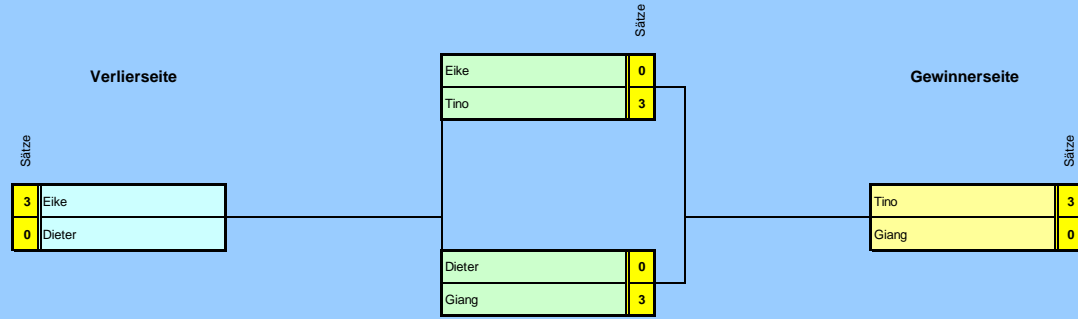 Sätze
Eike 0
Verlierseite
Gewinnerseite
Tino 3
Sätze
Sätze
3 Eike
Tino 3
0 Dieter
Giang 0
Dieter 0
Giang 3